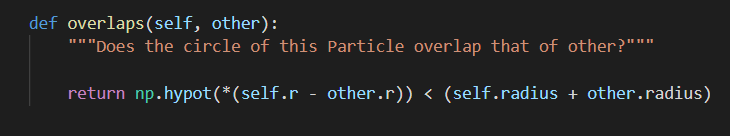 def overlaps(self, other):
"""Does the circle of this Particle overlap that of other?"""
return np.hypot(*(self.r - other.r)) < (self.radius + other.radius)